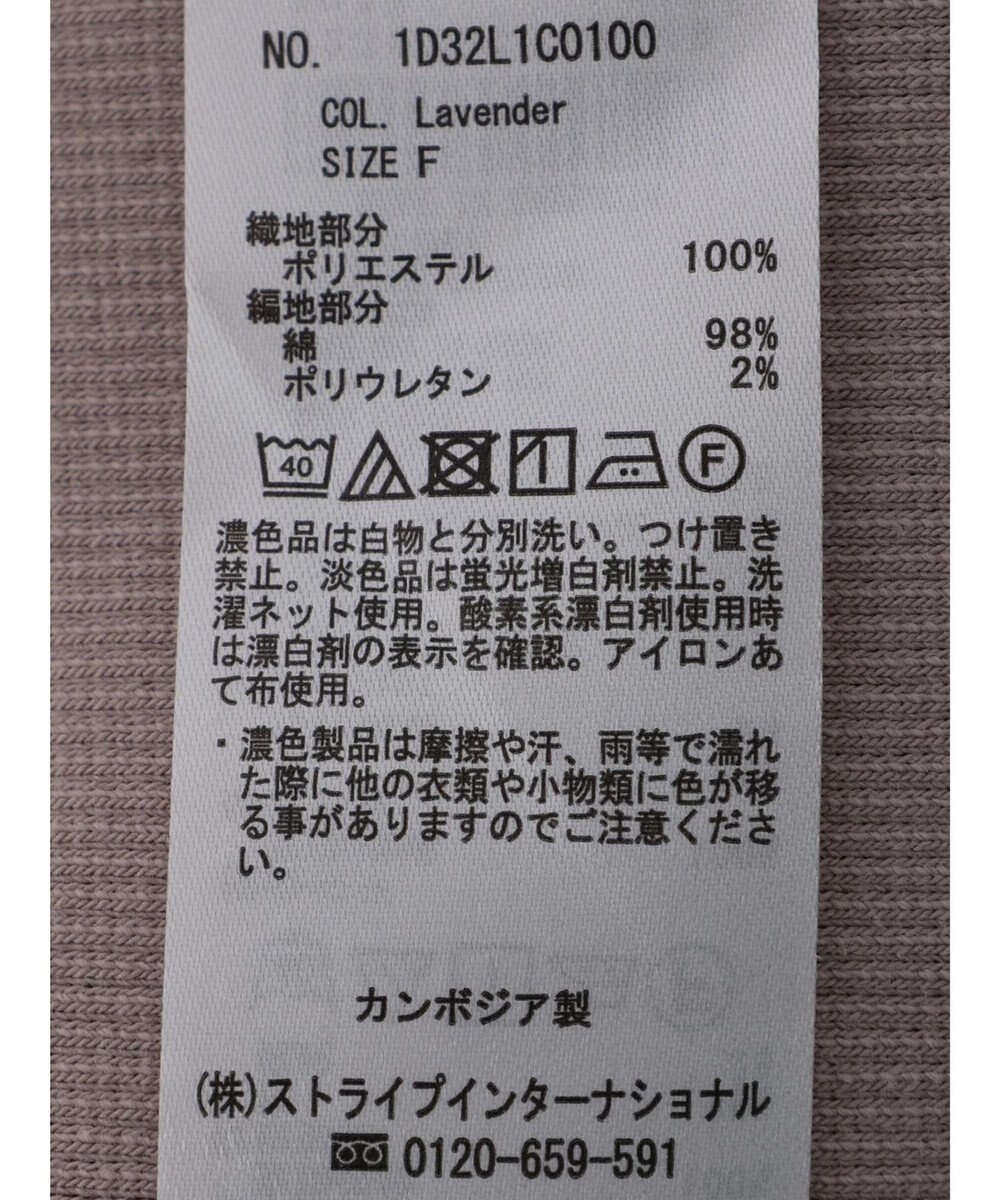 NO. 1D32L1C0100
COL. Lavender
SIZE F
織地部分
ポリエステル 100%
編地部分
綿 98%
ポリウレタン 2%
40 F
濃色品は白物と分別洗い。つけ置き
禁止。淡色品は蛍光増白剤禁止。洗
濯ネット使用。酸素系漂白剤使用時
は漂白剤の表示を確認。アイロンあ
て布使用。
・濃色製品は摩擦や汗、雨等で濡れ
た際に他の衣類や小物類に色が移
る事がありますのでご注意くださ
い。
カンボジア製
(株)ストライプインターナショナル
0120-659-591